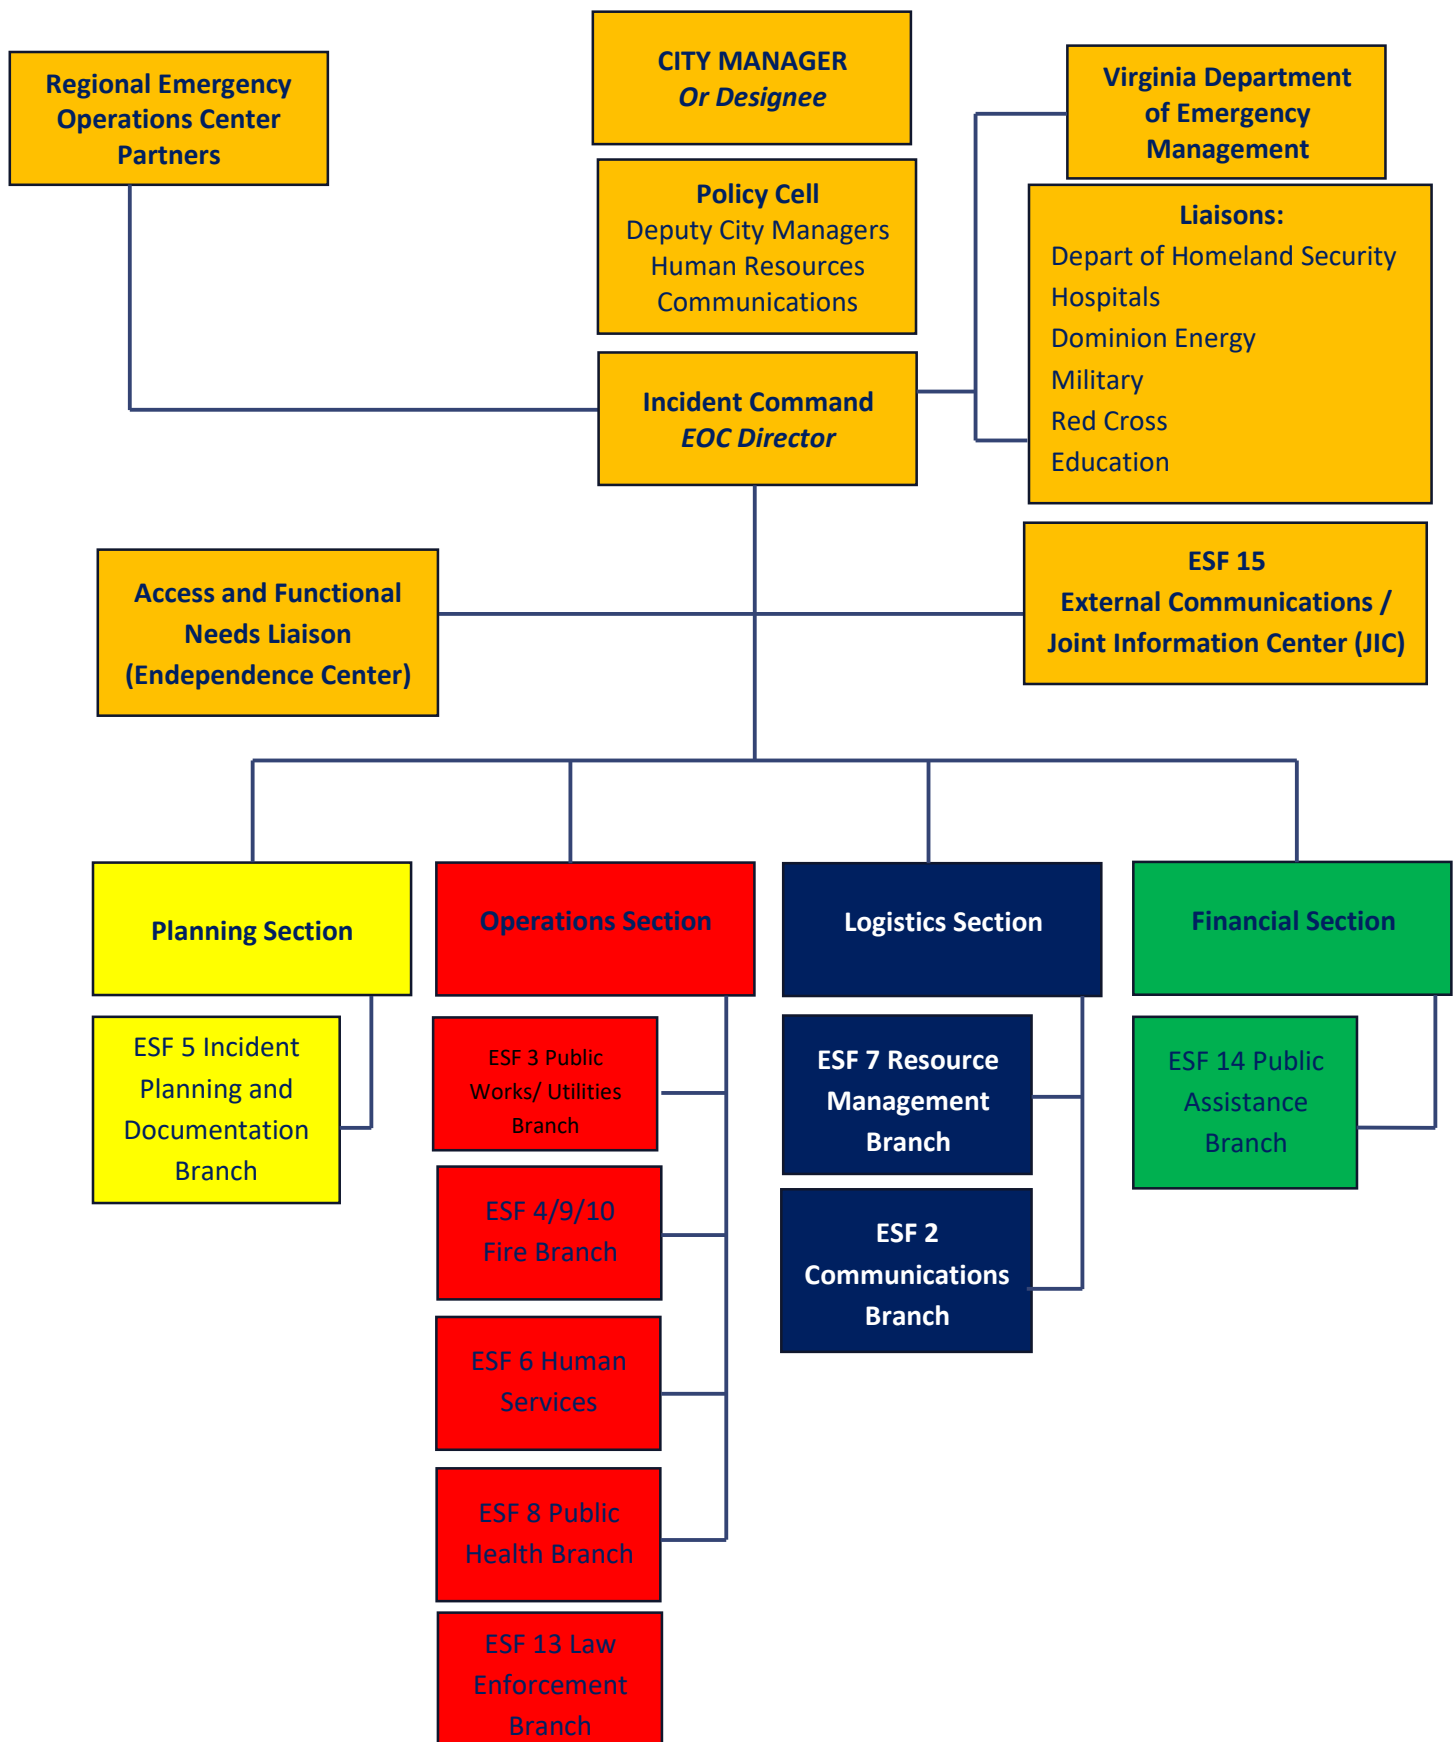 CITY MANAGER
Or Designee
Regional Emergency
Operations Center
Partners
Virginia Department
of Emergency
Management
Policy Cell
Deputy City Managers
Human Resources
Communications
Liaisons:
Depart of Homeland Security
Hospitals
Dominion Energy
Military
Red Cross
Education
Incident Command
EOC Director
Access and Functional
Needs Liaison
(Endependence Center)
ESF 15
External Communications /
Joint Information Center (JIC)
Planning Section
Operations Section
Logistics Section
Financial Section
ESF 5 Incident
Planning and
Documentation
Branch
ESF 3 Public
Works/ Utilities
Branch
ESF 4/9/10
Fire Branch
ESF 6 Human
Services
ESF 8 Public
Health Branch
ESF 13 Law
Enforcement
Branch
ESF 7 Resource
Management
Branch
ESF 2
Communications
Branch
ESF 14 Public
Assistance
Branch